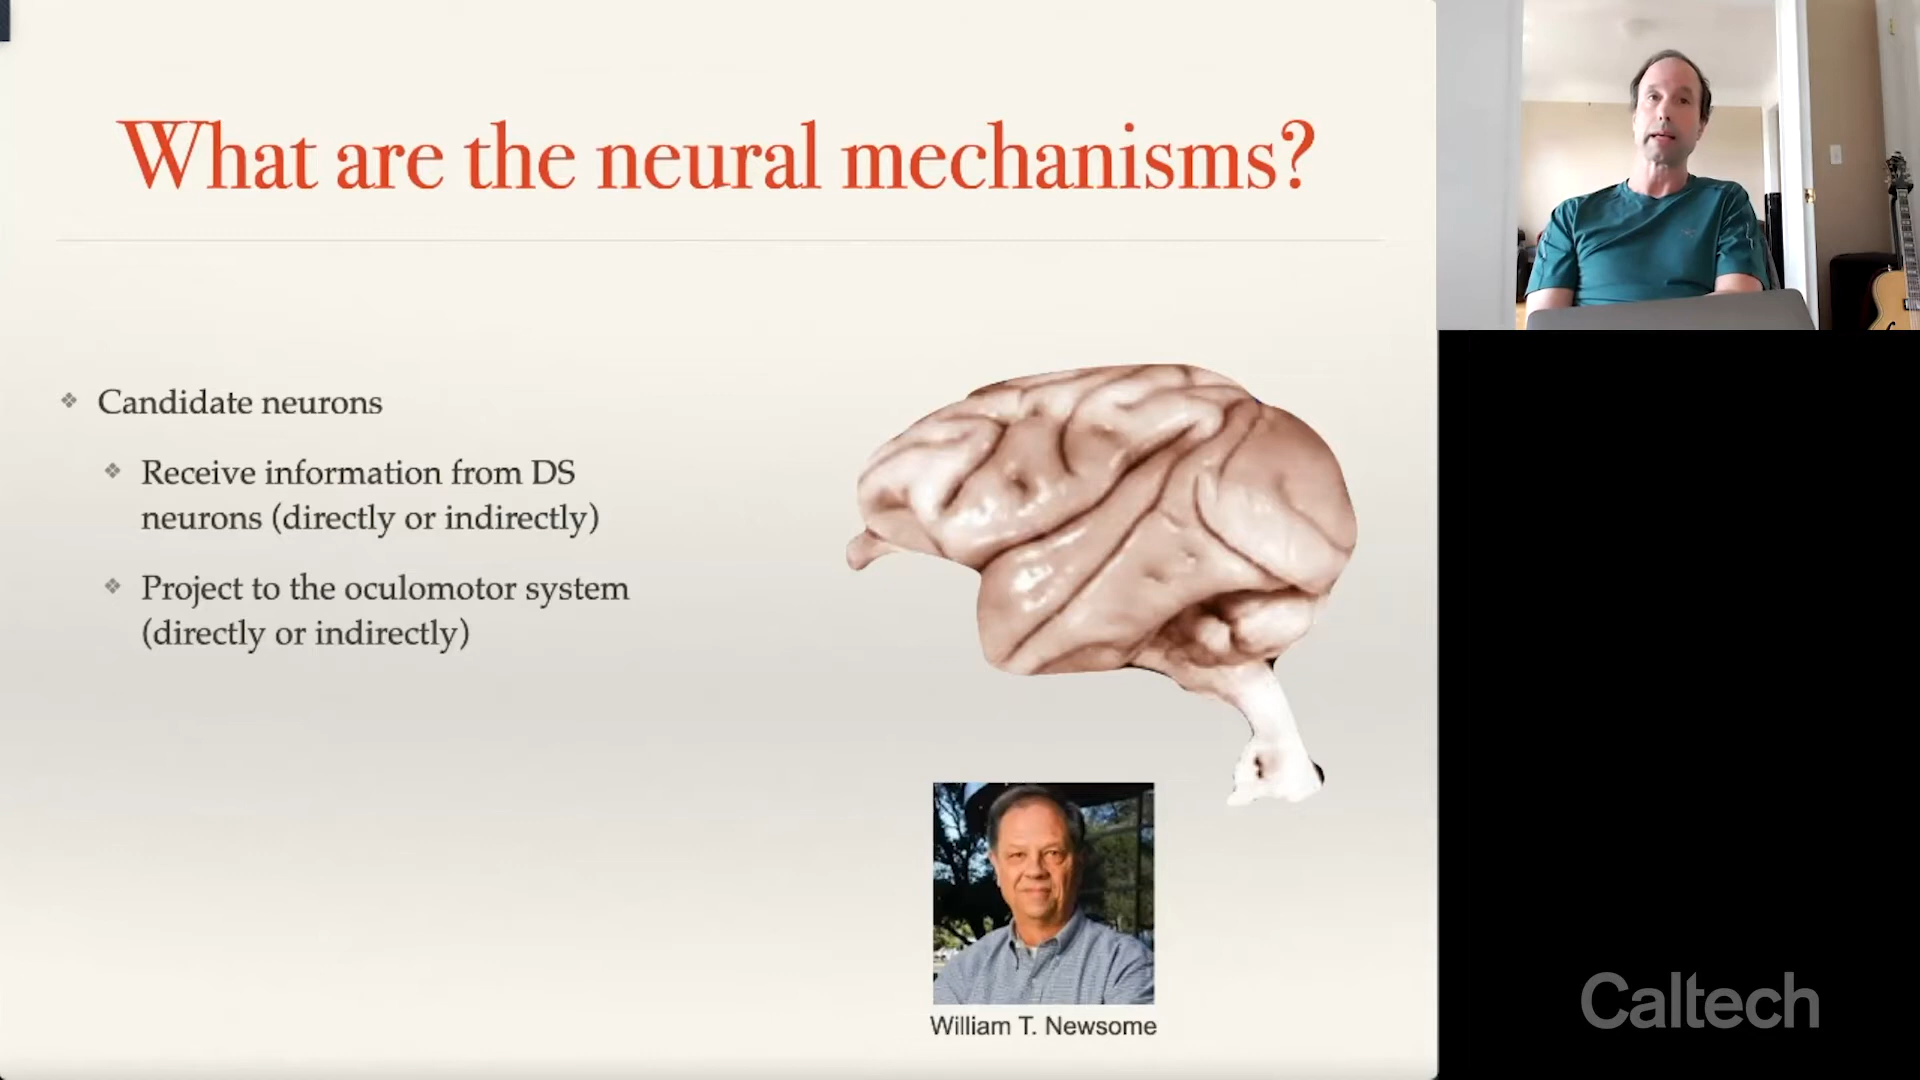 What are the neural mechanisms?
Candidate neurons
Receive information from DS
neurons (directly or indirectly)
Project to the oculomotor system
(directly or indirectly)
William T. Newsome
Caltech